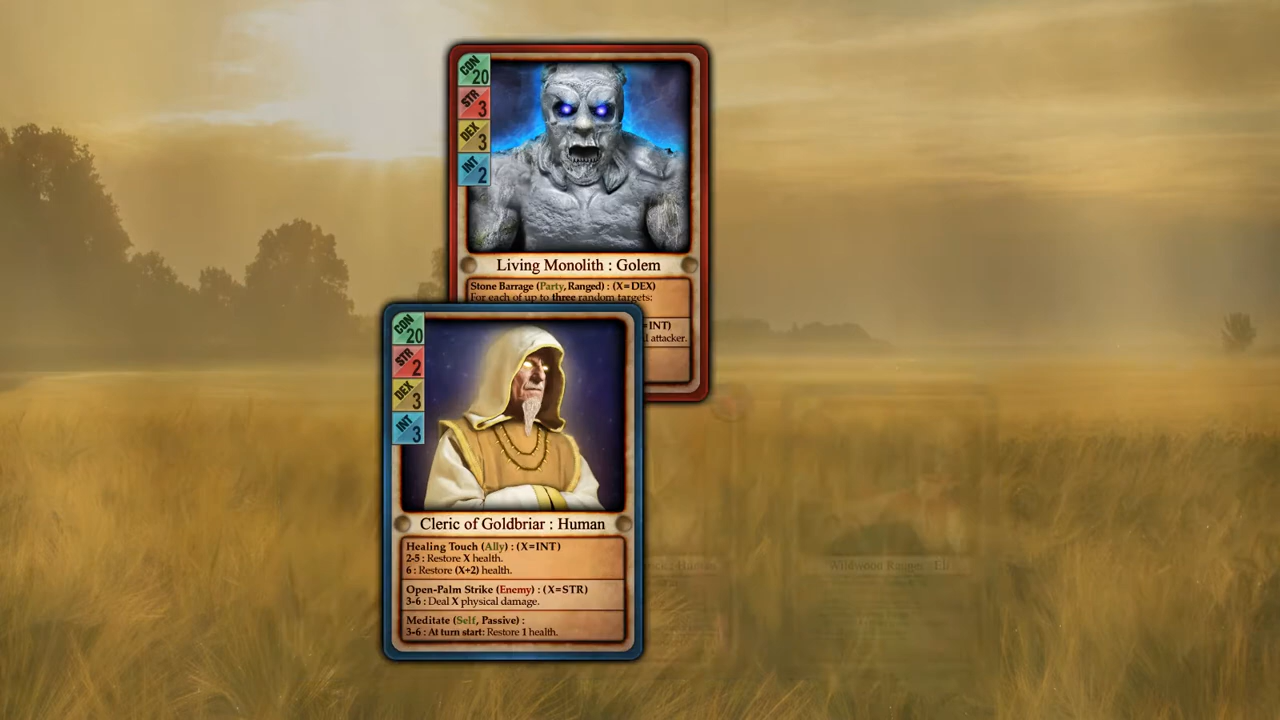 CON 20
STR 3
DEX 3
INT 2
Living Monolith : Golem
Stone Barrage (Party, Ranged) : (X=DEX)
For each of up to three random targets:
=INT)
attacker.
CON 20
STR 2
DEX 3
INT 3
Cleric of Goldbriar : Human
Healing Touch (Ally) : (X=INT)
2-5 : Restore X health.
6 : Restore (X+2) health.
Open-Palm Strike (Enemy) : (X=STR)
3-6 : Deal X physical damage.
Meditate (Self, Passive) :
3-6 : At turn start: Restore 1 health.
Wildwood Ranger : Elf